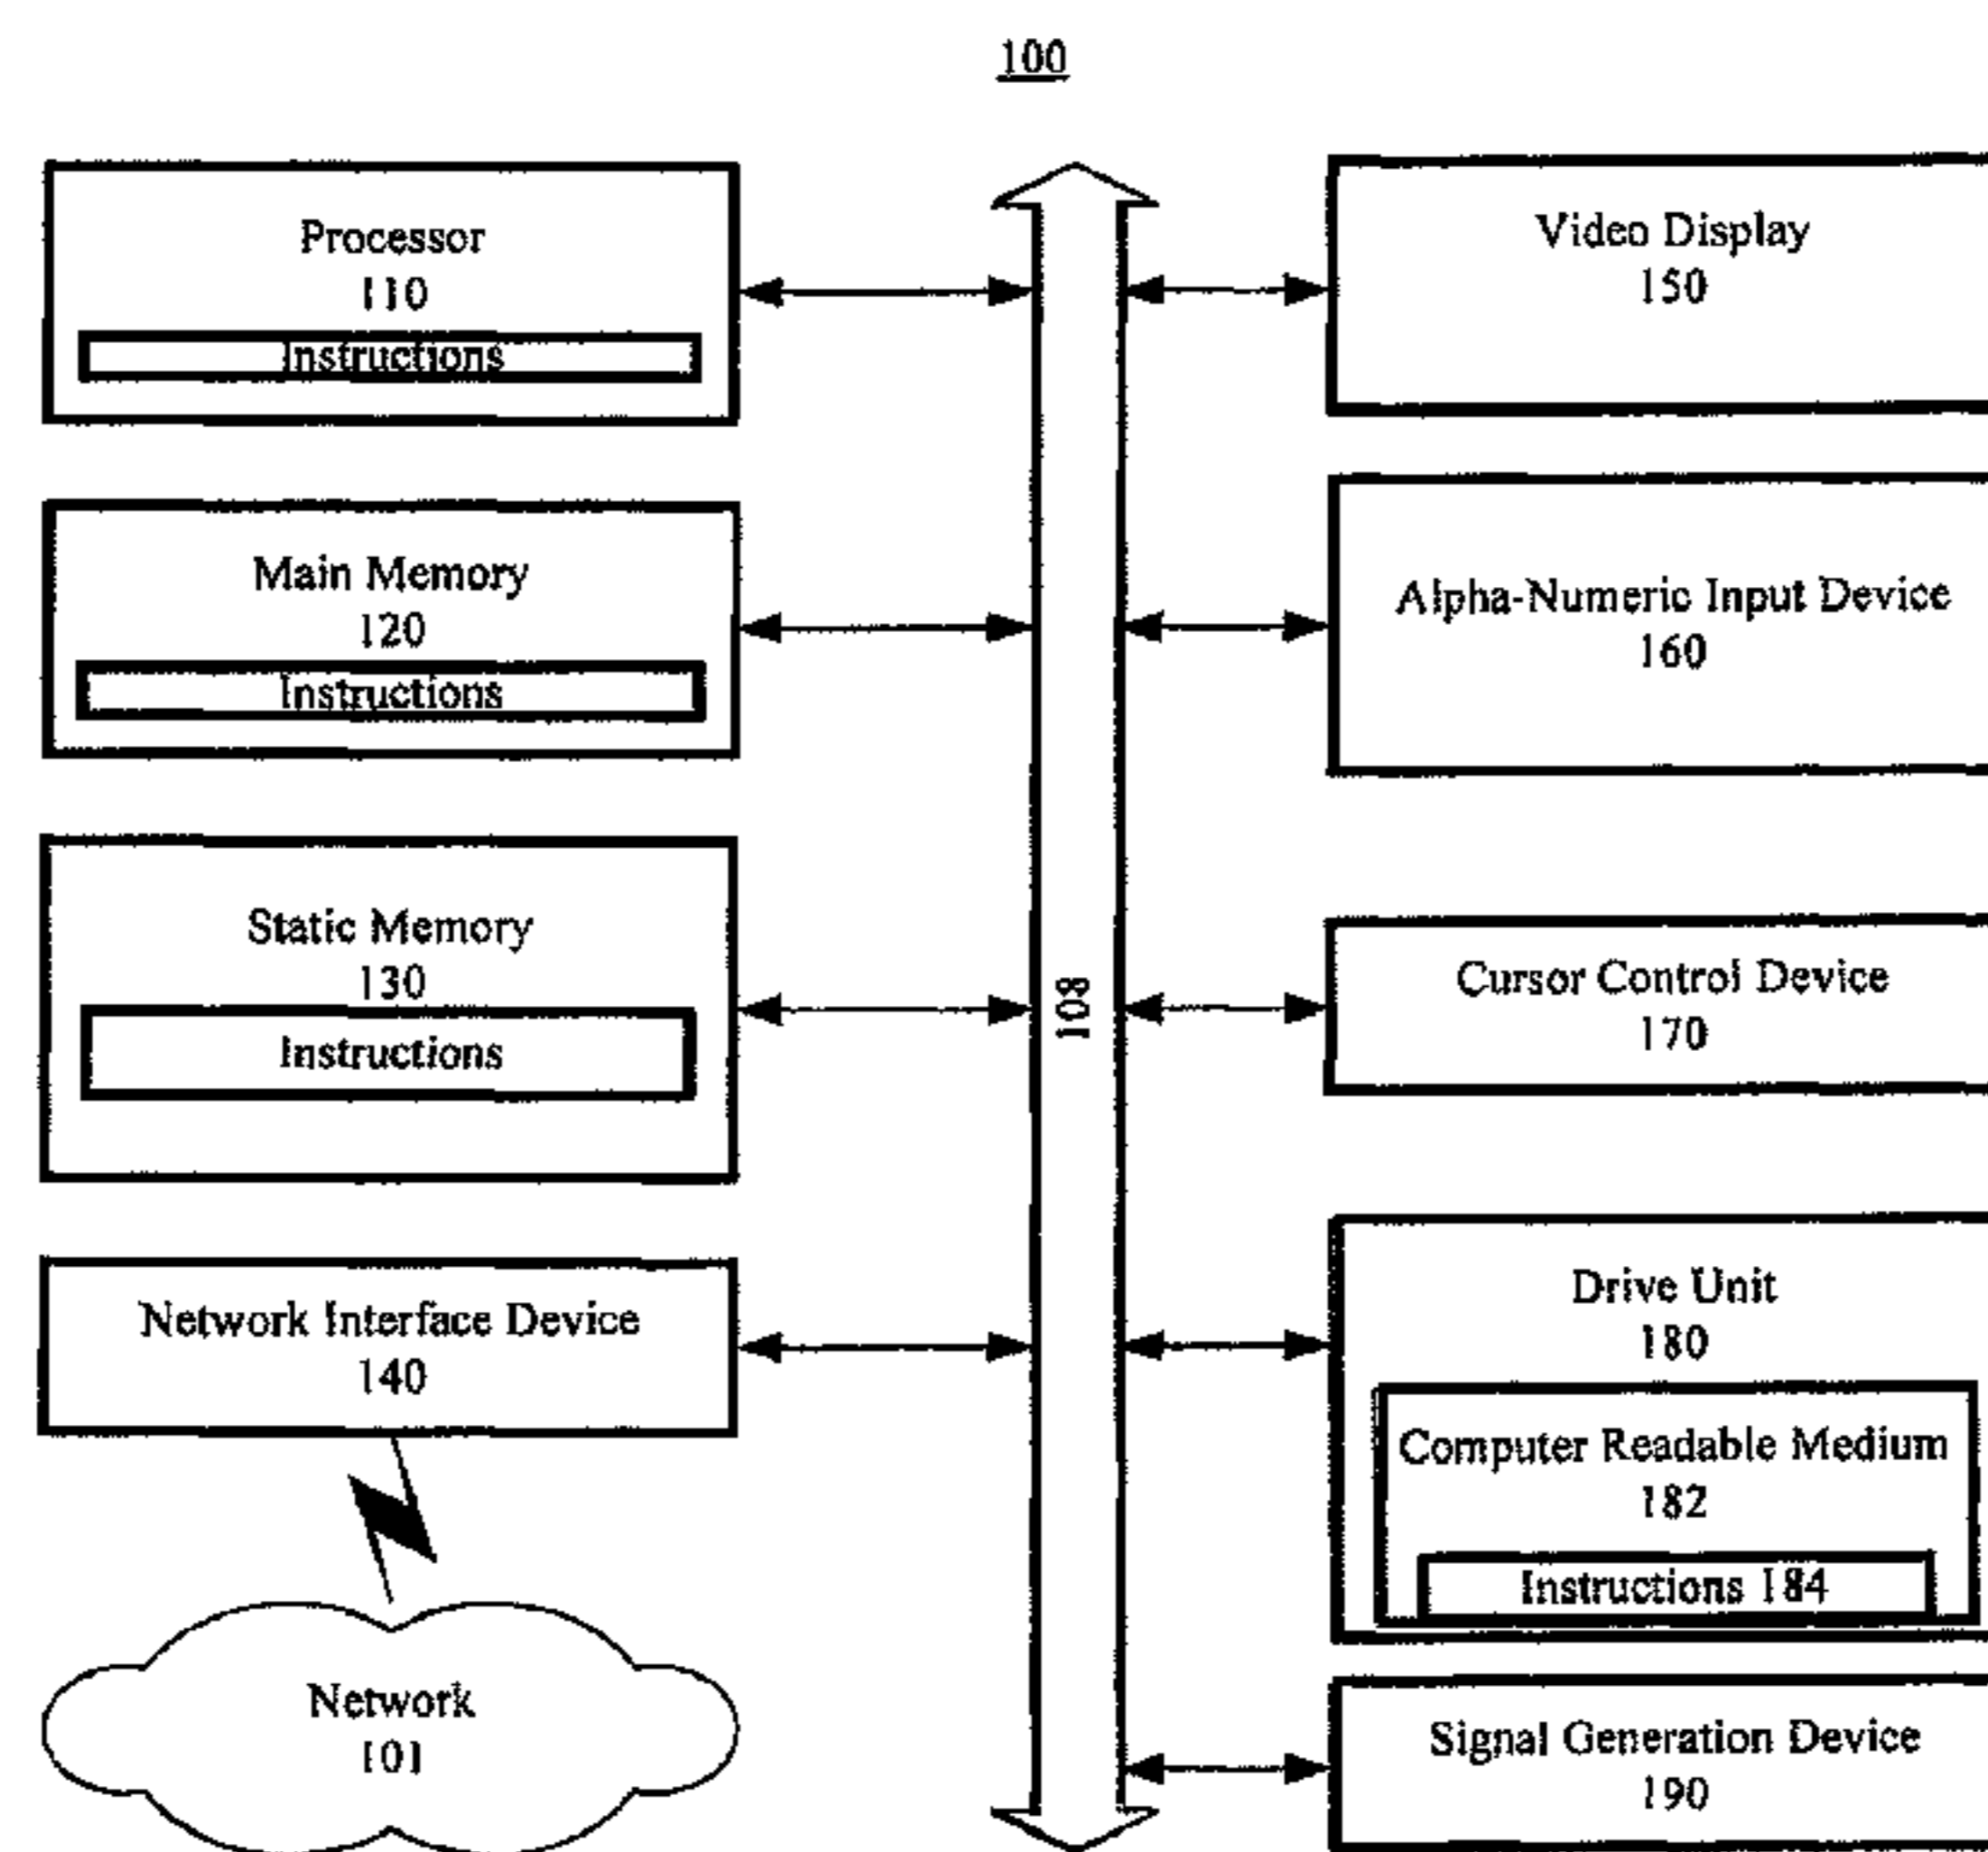 100
Processor
110
Instructions
Main Memory
120
Instructions
Static Memory
130
Instructions
Network Interface Device
140
Network
101
108
Video Display
150
Alpha-Numeric Input Device
160
Cursor Control Device
170
Drive Unit
180
Computer Readable Medium
182
Instructions 184
Signal Generation Device
190